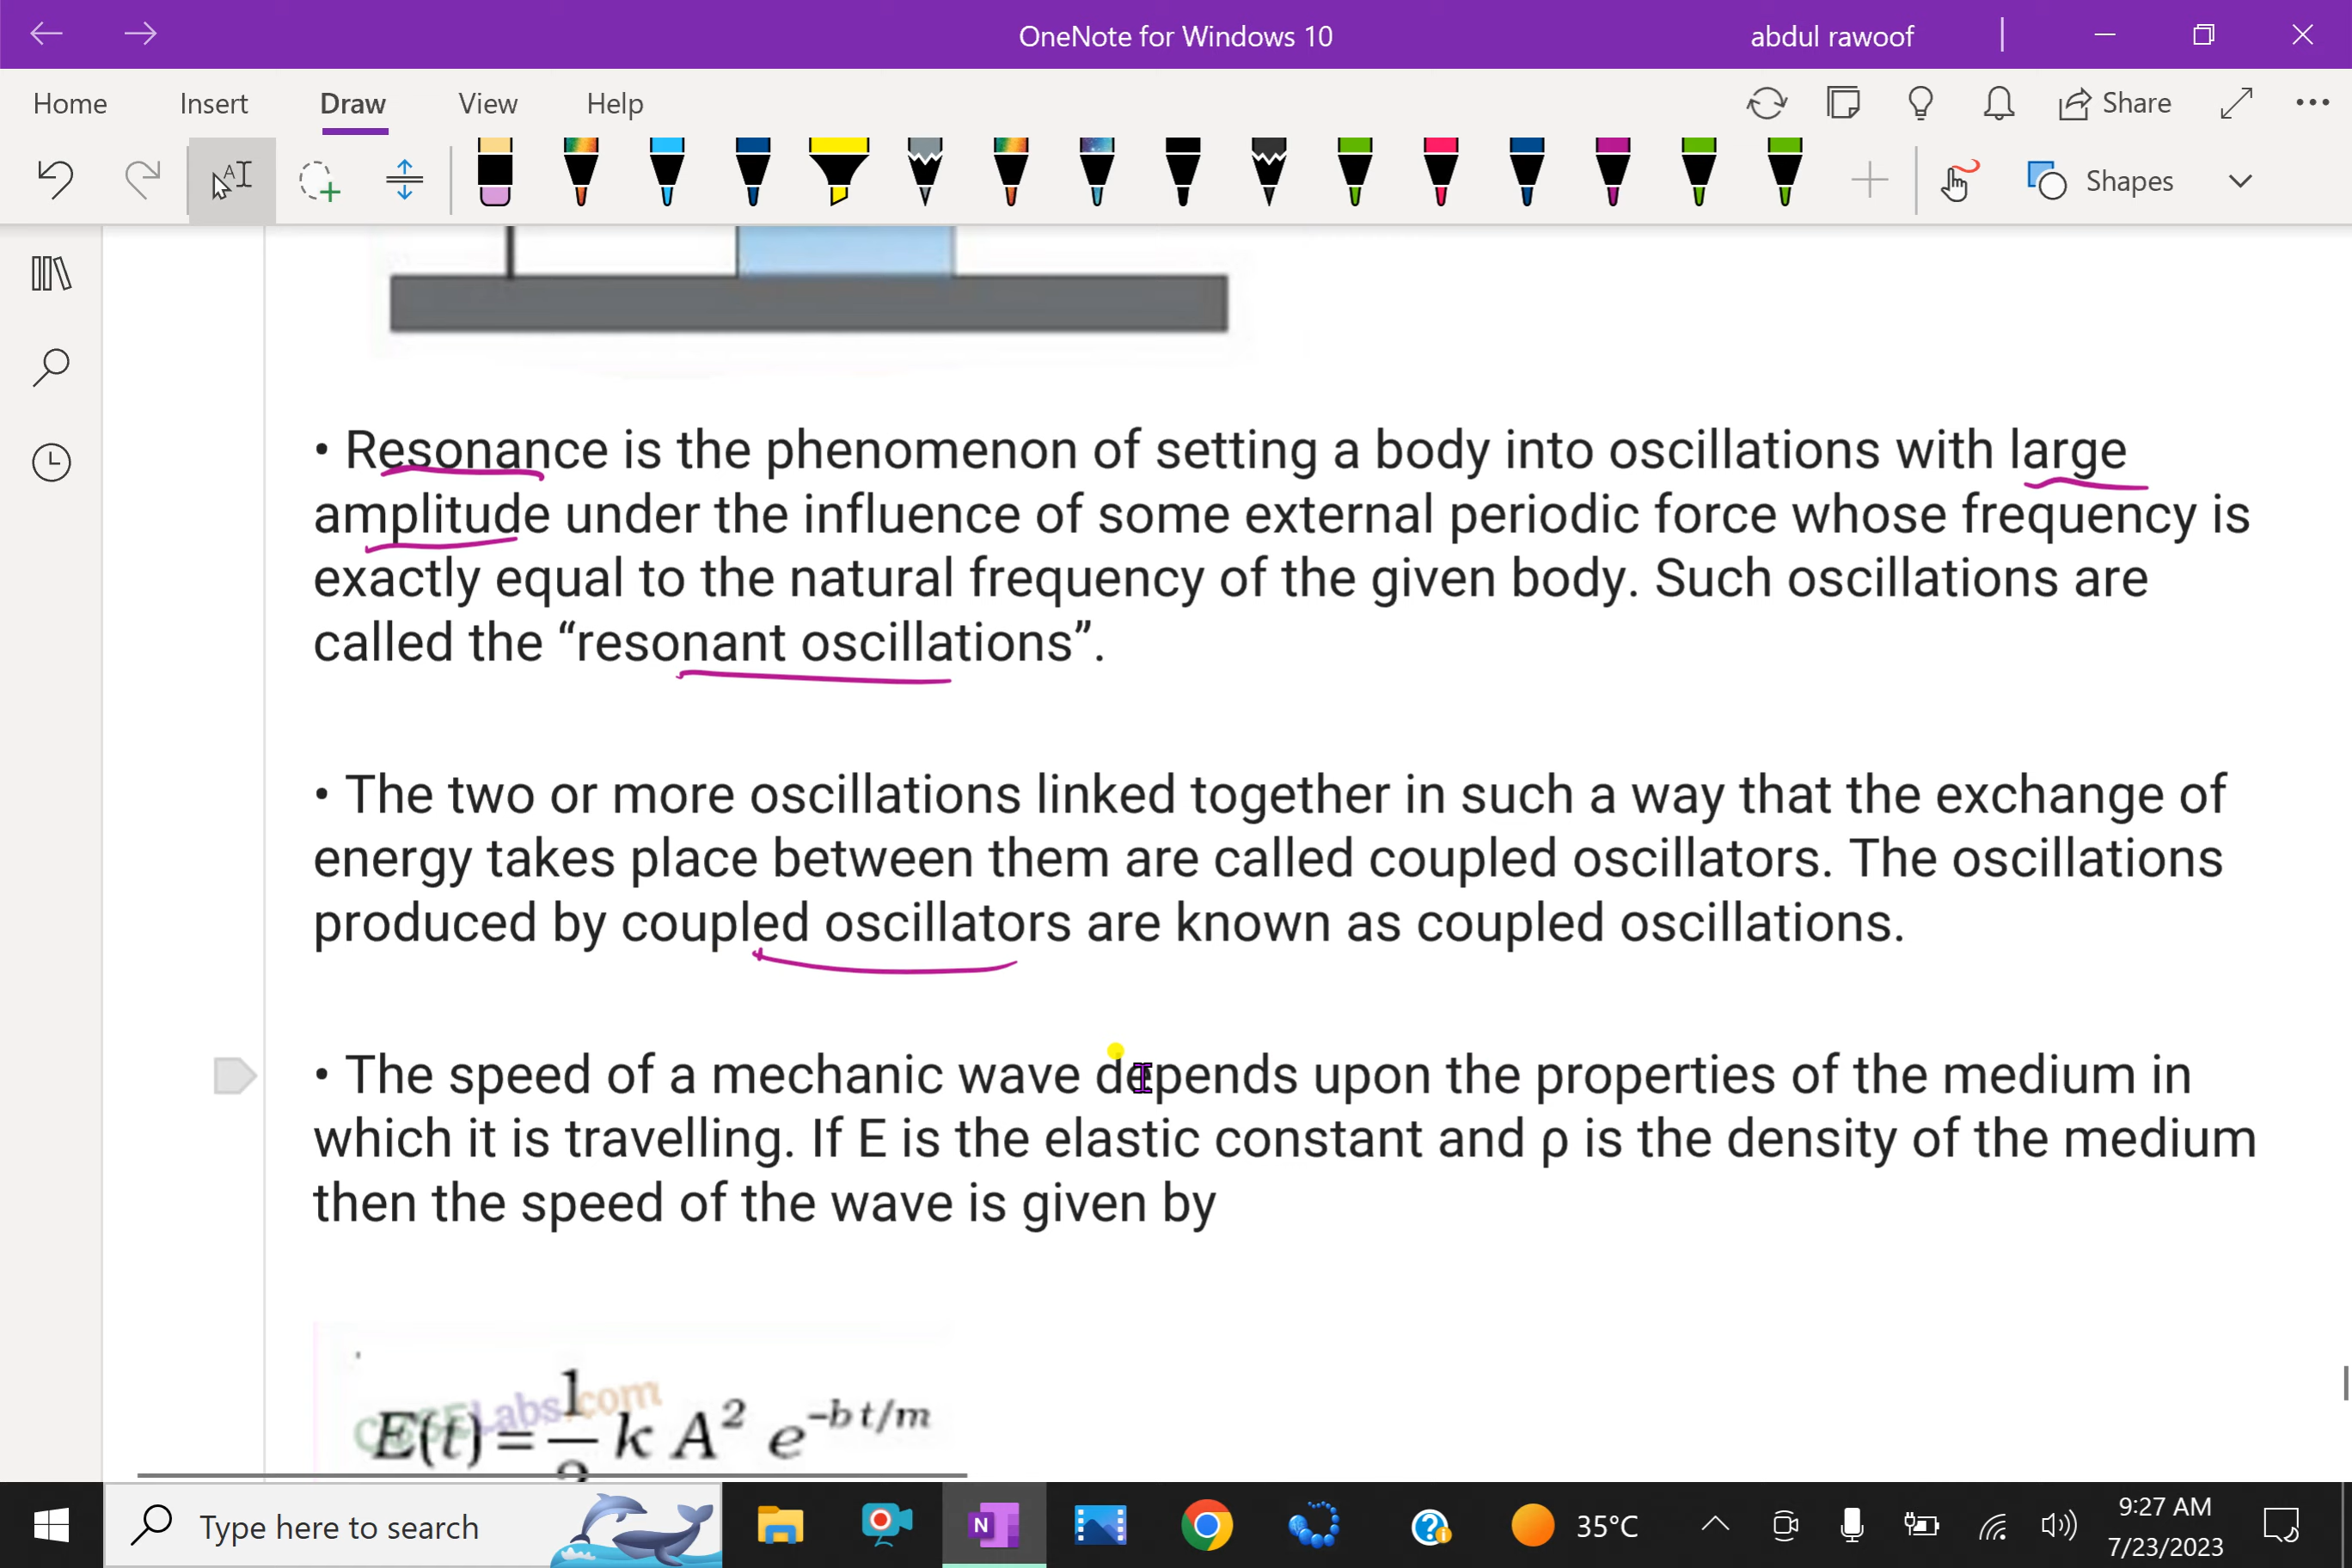 OneNote for Windows 10
abdul rawoof
Home Insert Draw View Help
Share
Shapes
• Resonance is the phenomenon of setting a body into oscillations with large
amplitude under the influence of some external periodic force whose frequency is
exactly equal to the natural frequency of the given body. Such oscillations are
called the “resonant oscillations”.
• The two or more oscillations linked together in such a way that the exchange of
energy takes place between them are called coupled oscillators. The oscillations
produced by coupled oscillators are known as coupled oscillations.
• The speed of a mechanic wave depends upon the properties of the medium in
which it is travelling. If E is the elastic constant and ρ is the density of the medium
then the speed of the wave is given by
CBSELabs.com
E(t) = 1/2 k A² e^(-bt/m)
Type here to search
35°C
9:27 AM
7/23/2023